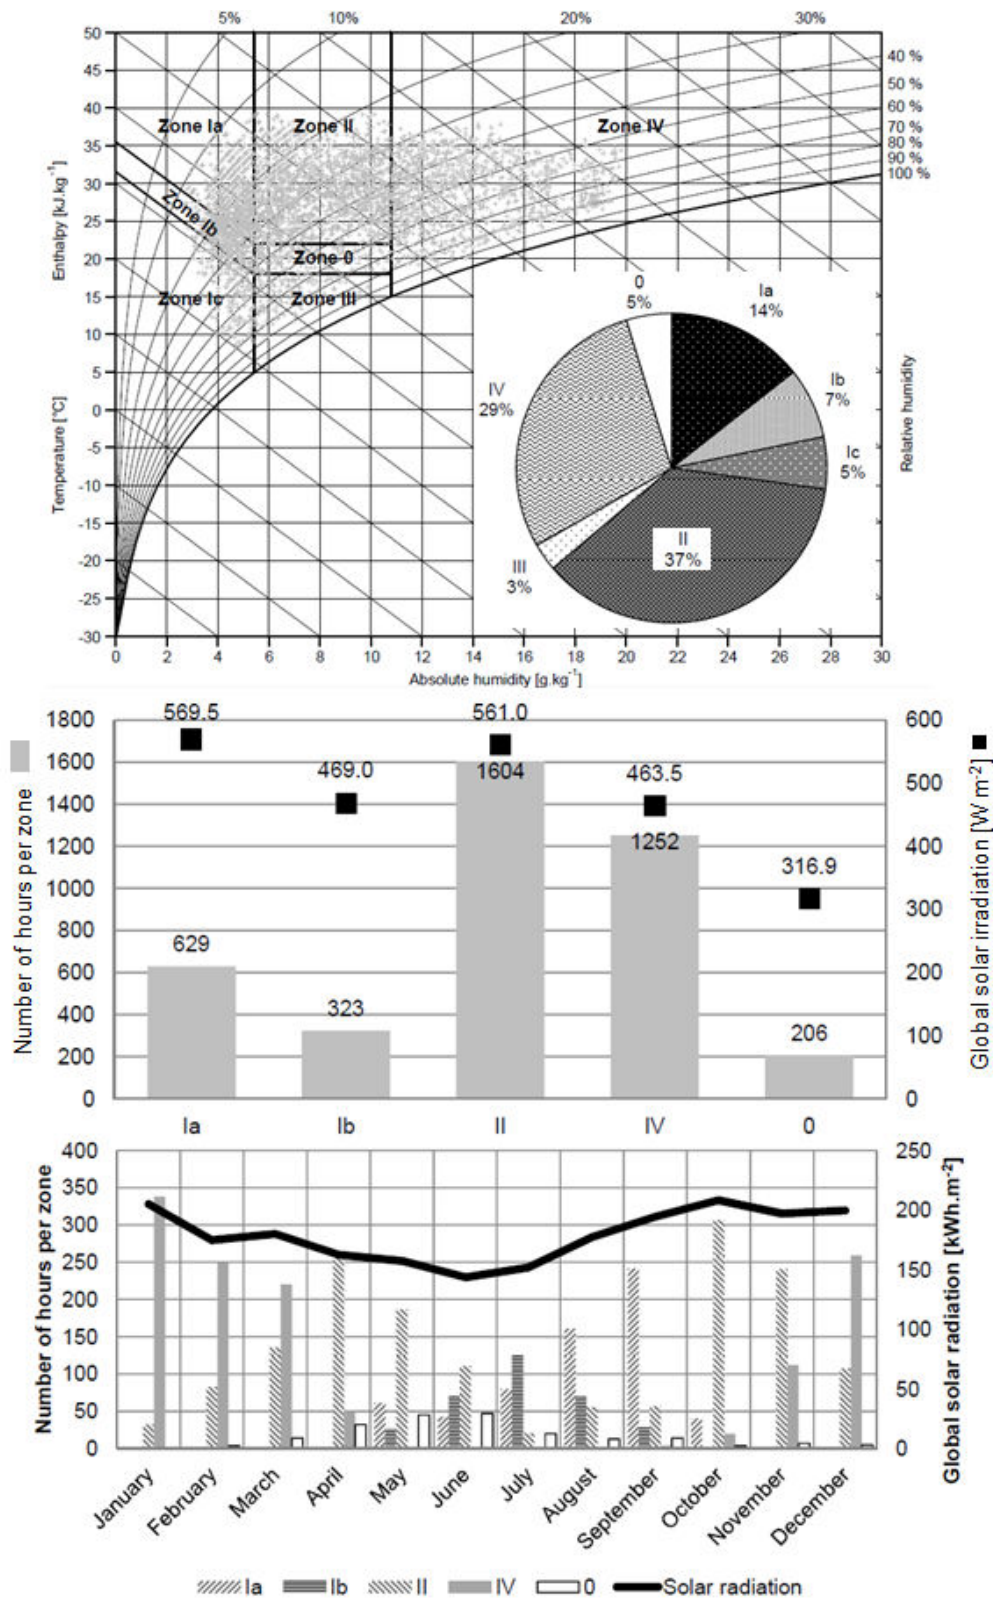 5% 10% 20% 30%
50
45
40
35
30
25
20
15
10
5
0
-5
-10
-15
-20
-25
-30
Enthalpy [kJ.kg⁻¹]
Temperature [°C]
Zone Ia
Zone II
Zone IV
Zone Ib
Zone 0
Zone Ic
Zone III
40 %
50 %
60 %
70 %
80 %
90 %
100 %
Relative humidity
0
5%
Ia
14%
Ib
7%
Ic
5%
II
37%
III
3%
IV
29%
0 2 4 6 8 10 12 14 16 18 20 22 24 26 28 30
Absolute humidity [g.kg⁻¹]
Number of hours per zone
1800
1600
1400
1200
1000
800
600
400
200
0
569.5
469.0
561.0
463.5
316.9
629
323
1604
1252
206
600
500
400
300
200
100
0
Global solar irradiation [W m⁻²]
Ia Ib II IV 0
Number of hours per zone
400
350
300
250
200
150
100
50
0
250
200
150
100
50
0
Global solar radiation [kWh.m⁻²]
January February March April May June July August September October November December
Ia Ib II IV 0 Solar radiation